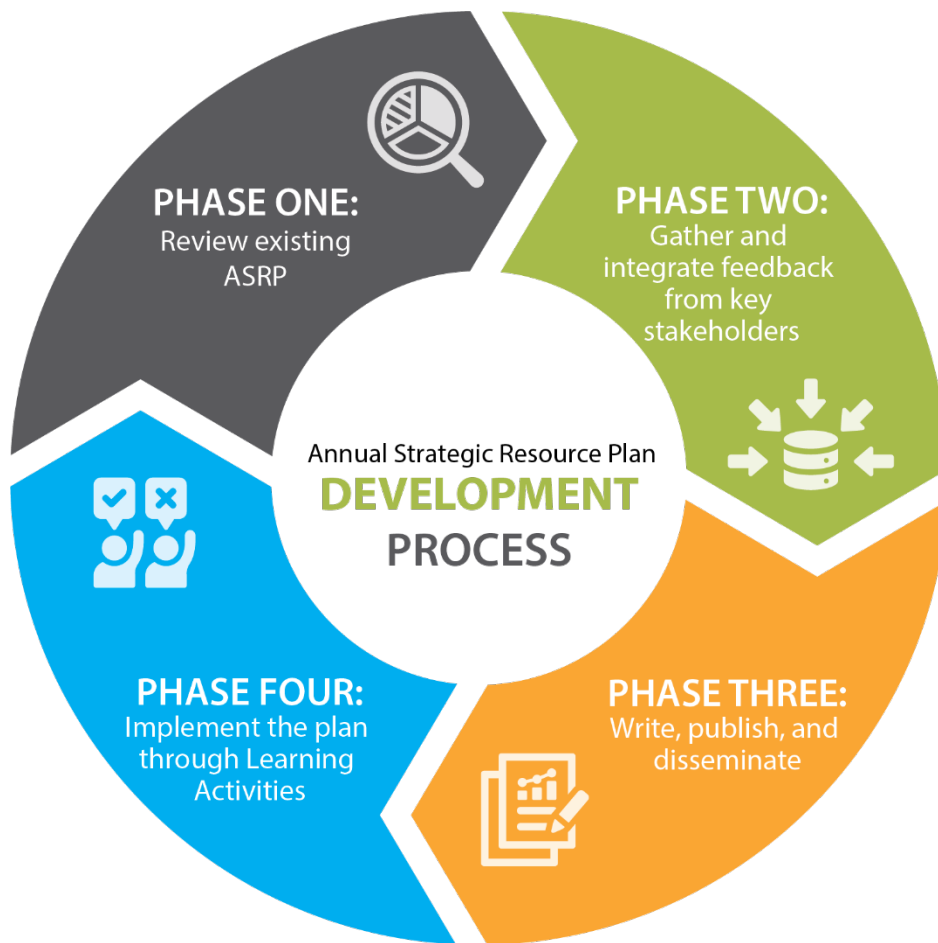 PHASE ONE:
Review existing
ASRP
PHASE TWO:
Gather and
integrate feedback
from key
stakeholders
Annual Strategic Resource Plan
DEVELOPMENT
PROCESS
PHASE THREE:
Write, publish, and
disseminate
PHASE FOUR:
Implement the plan
through Learning
Activities